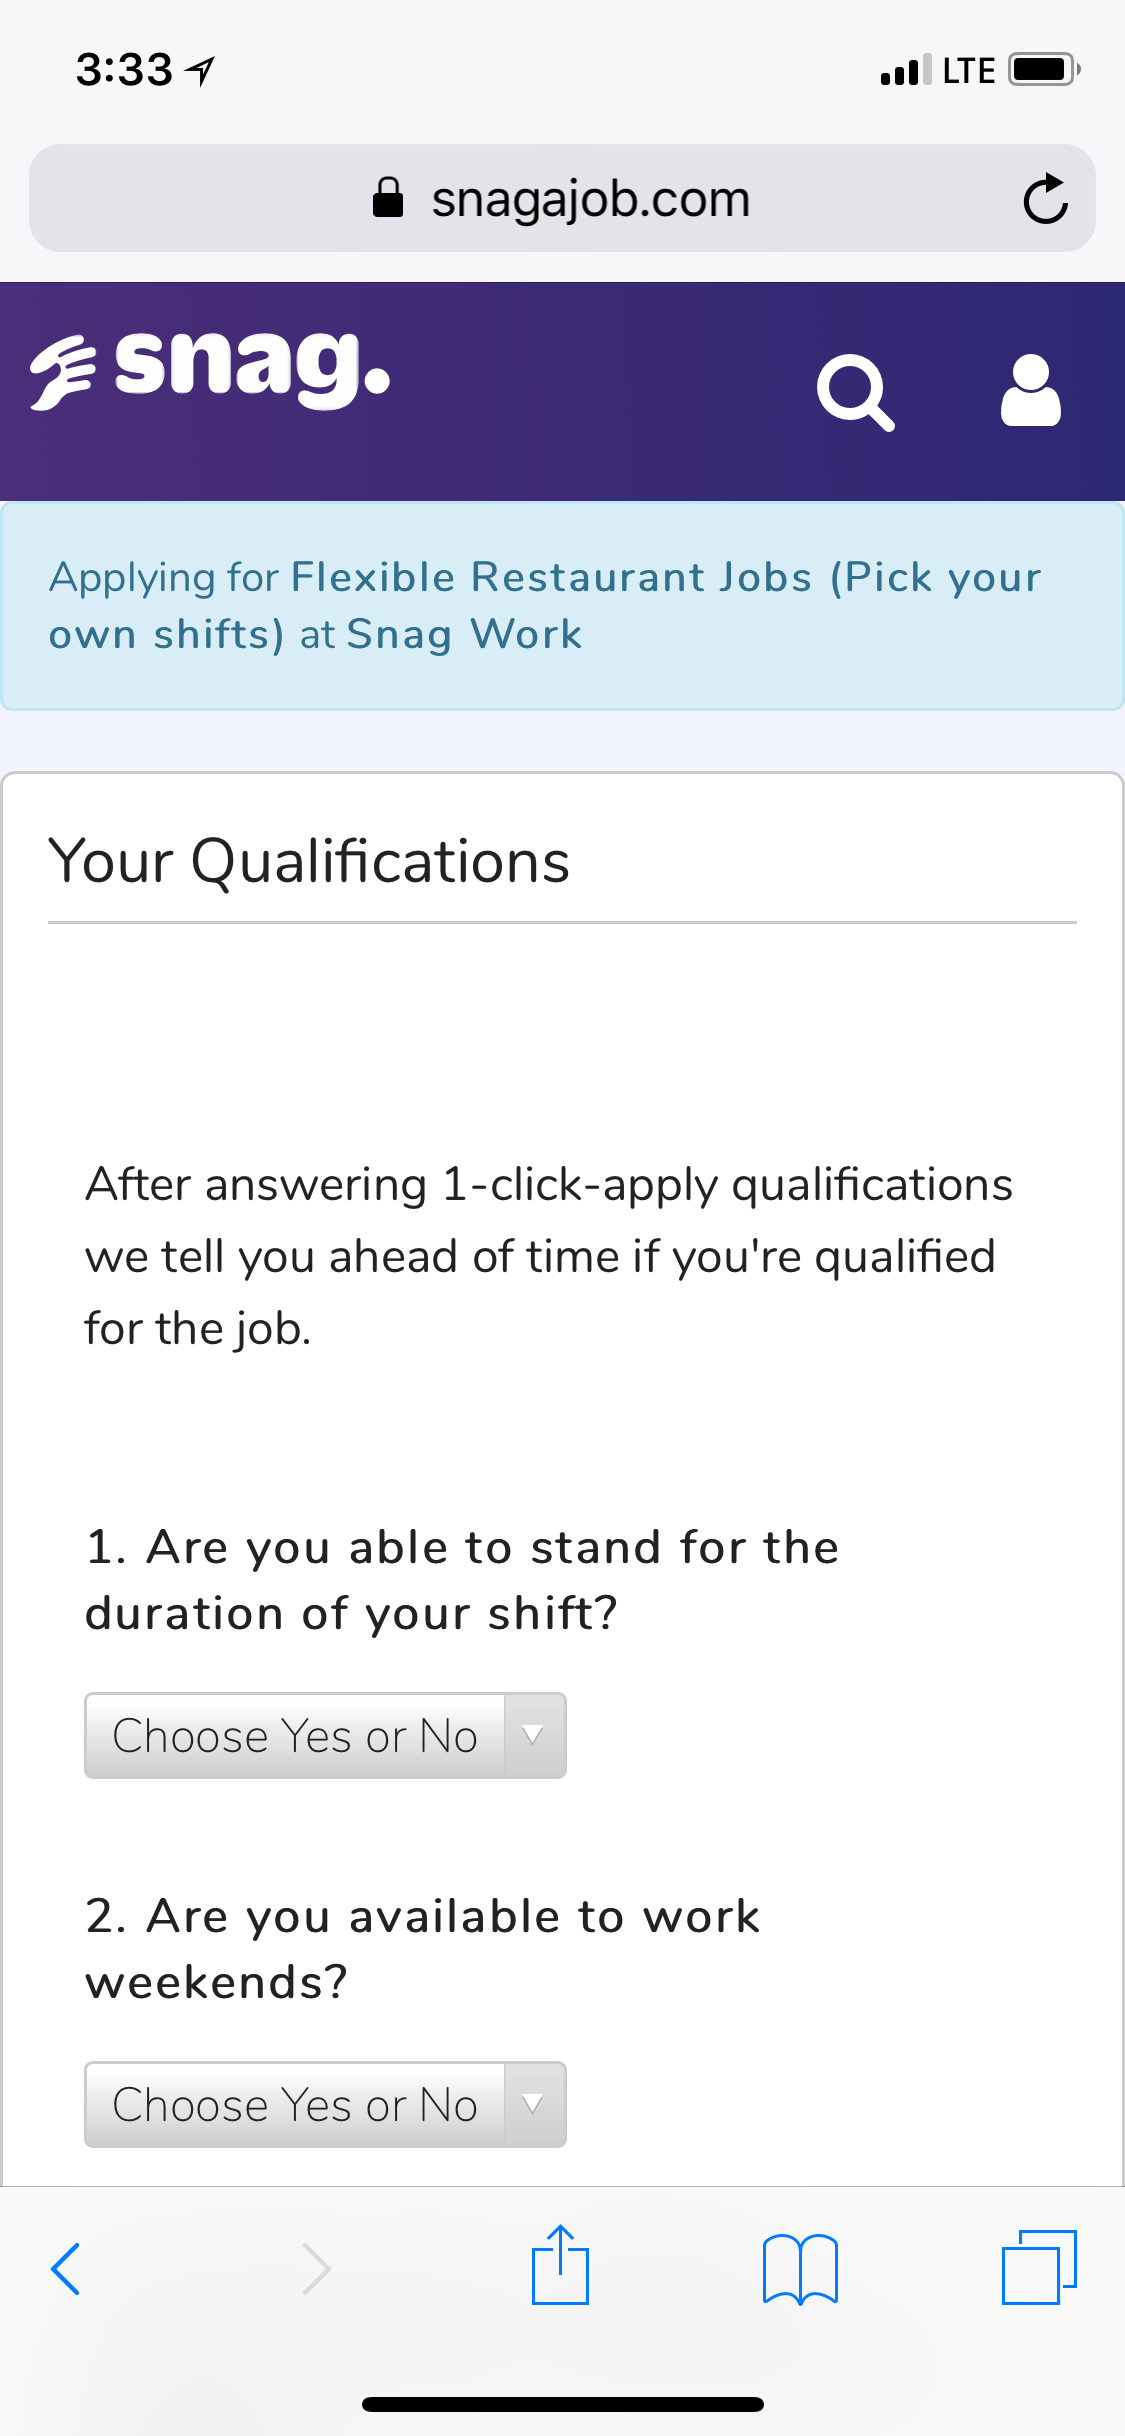 3:33 LTE
snagajob.com
snag.
Applying for Flexible Restaurant Jobs (Pick your
own shifts) at Snag Work
Your Qualifications
After answering 1-click-apply qualifications
we tell you ahead of time if you're qualified
for the job.
1. Are you able to stand for the
duration of your shift?
Choose Yes or No
2. Are you available to work
weekends?
Choose Yes or No